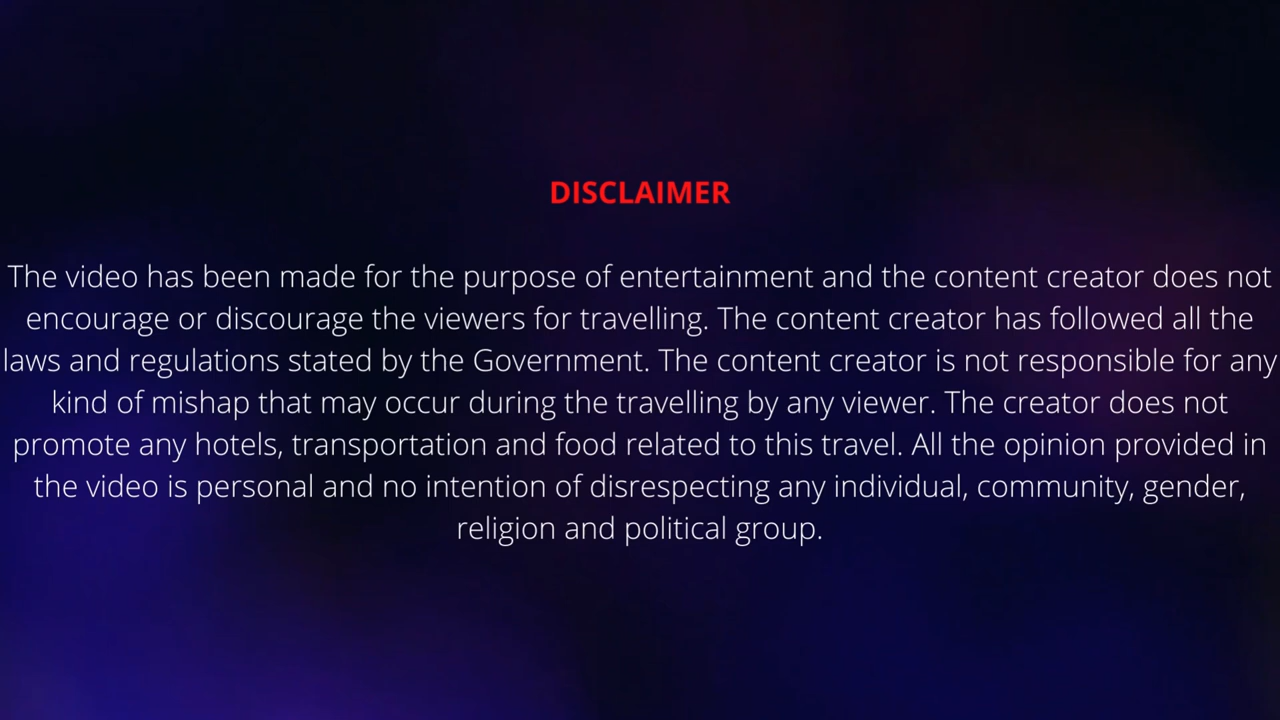 DISCLAIMER
The video has been made for the purpose of entertainment and the content creator does not
encourage or discourage the viewers for travelling. The content creator has followed all the
laws and regulations stated by the Government. The content creator is not responsible for any
kind of mishap that may occur during the travelling by any viewer. The creator does not
promote any hotels, transportation and food related to this travel. All the opinion provided in
the video is personal and no intention of disrespecting any individual, community, gender,
religion and political group.